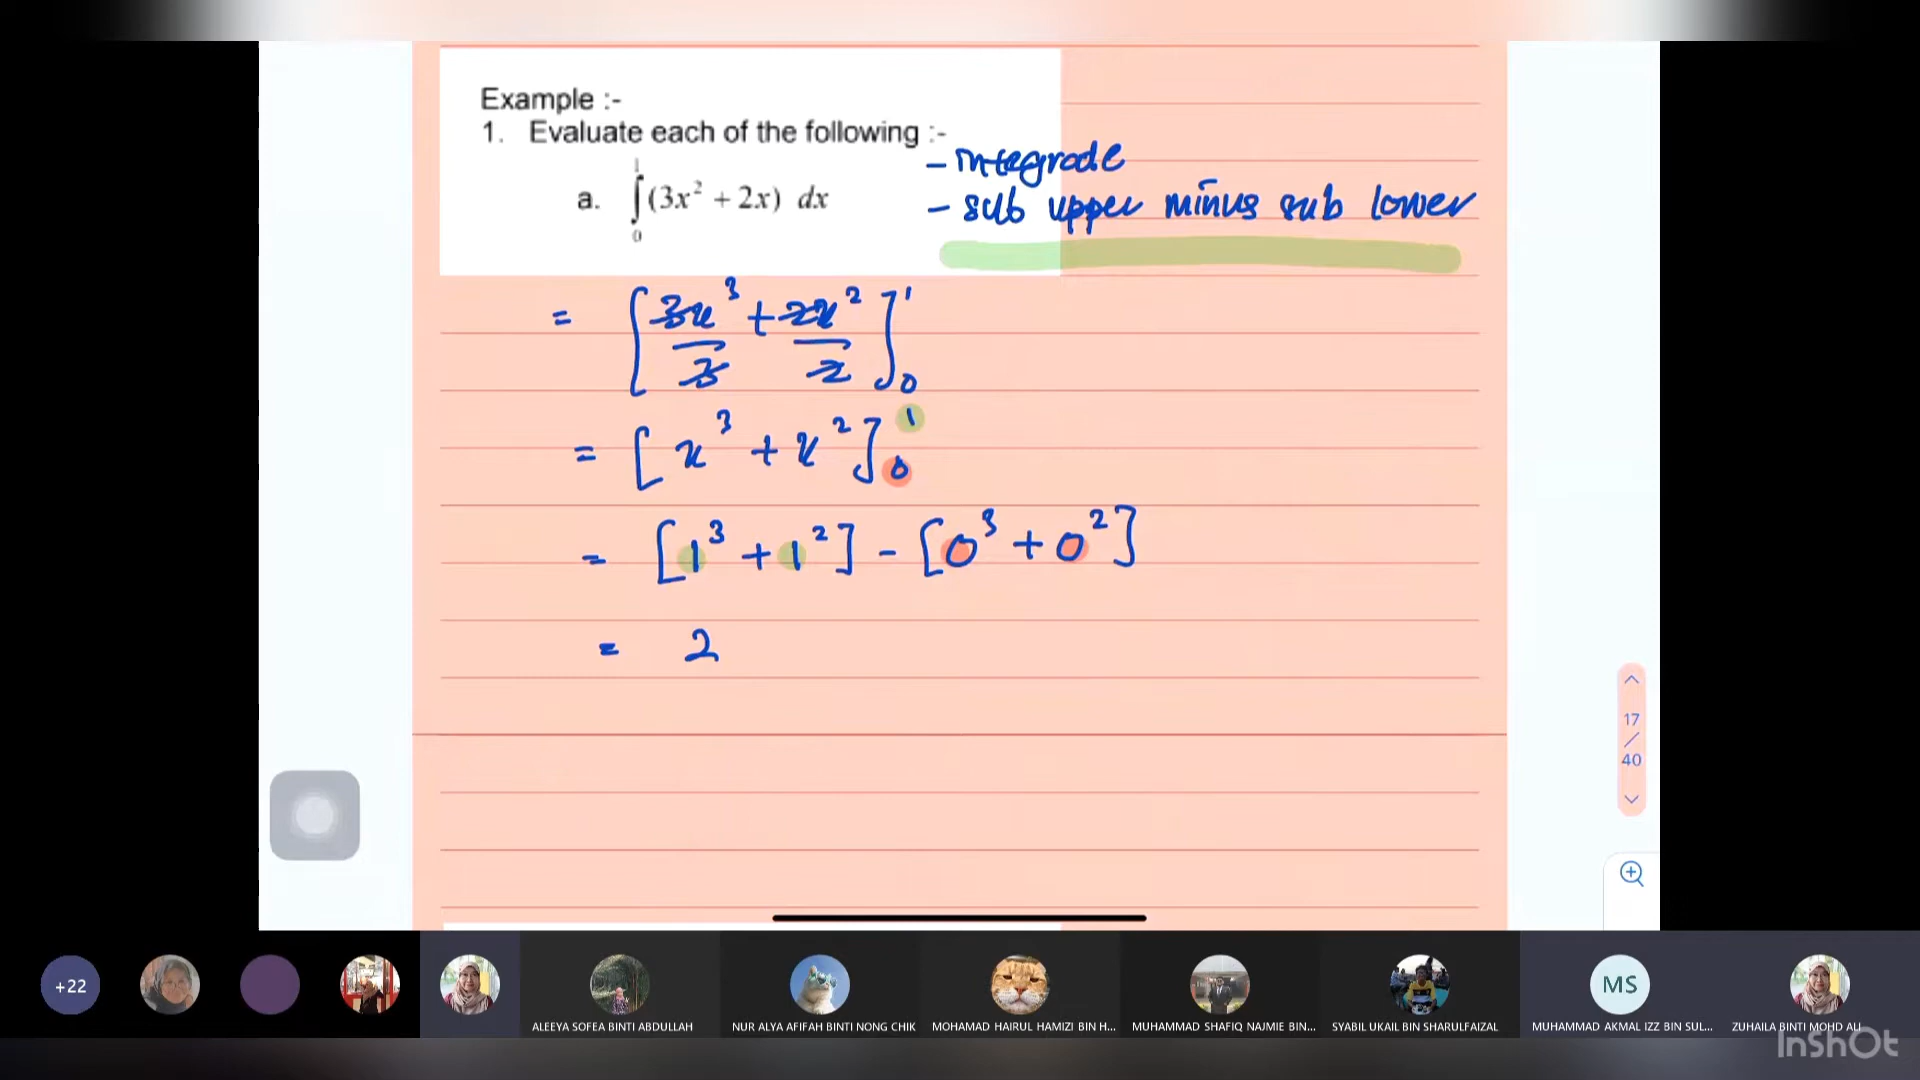 Example :-
1. Evaluate each of the following :-
- integrade
a. ∫₀¹(3x² + 2x) dx
- sub upper minus sub lower
= [3x³/3 + 2x²/2]₀¹
= [x³ + x²]₀¹
= [1³ + 1²] - [0³ + 0²]
= 2
17
/
40
+22
MS
ALEEYA SOFEA BINTI ABDULLAH
NUR ALYA AFIFAH BINTI NONG CHIK
MOHAMAD HAIRUL HAMIZI BIN H...
MUHAMMAD SHAFIQ NAJMIE BIN...
SYABIL UKAIL BIN SHARULFAIZAL
MUHAMMAD AKMAL IZZ BIN SUL...
ZUHAILA BINTI MOHD ALI
InShOt